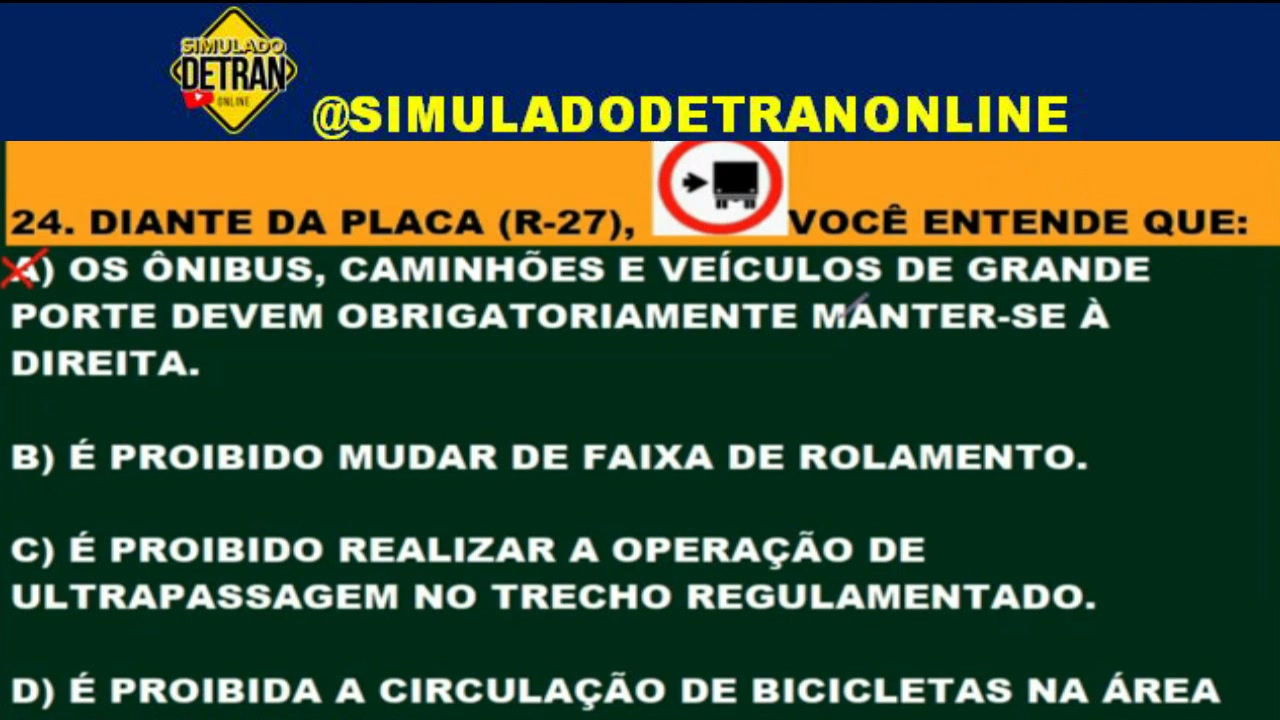 SIMULADO
DETRAN
ONLINE
@SIMULADODETRANONLINE
24. DIANTE DA PLACA (R-27), VOCÊ ENTENDE QUE:
A) OS ÔNIBUS, CAMINHÕES E VEÍCULOS DE GRANDE
PORTE DEVEM OBRIGATORIAMENTE MANTER-SE À
DIREITA.
B) É PROIBIDO MUDAR DE FAIXA DE ROLAMENTO.
C) É PROIBIDO REALIZAR A OPERAÇÃO DE
ULTRAPASSAGEM NO TRECHO REGULAMENTADO.
D) É PROIBIDA A CIRCULAÇÃO DE BICICLETAS NA ÁREA